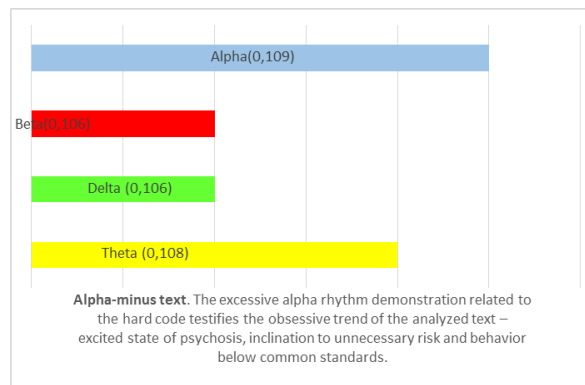 Alpha(0,109)
Beta(0,106)
Delta (0,106)
Theta (0,108)
Alpha-minus text. The excessive alpha rhythm demonstration related to
the hard code testifies the obsessive trend of the analyzed text –
excited state of psychosis, inclination to unnecessary risk and behavior
below common standards.